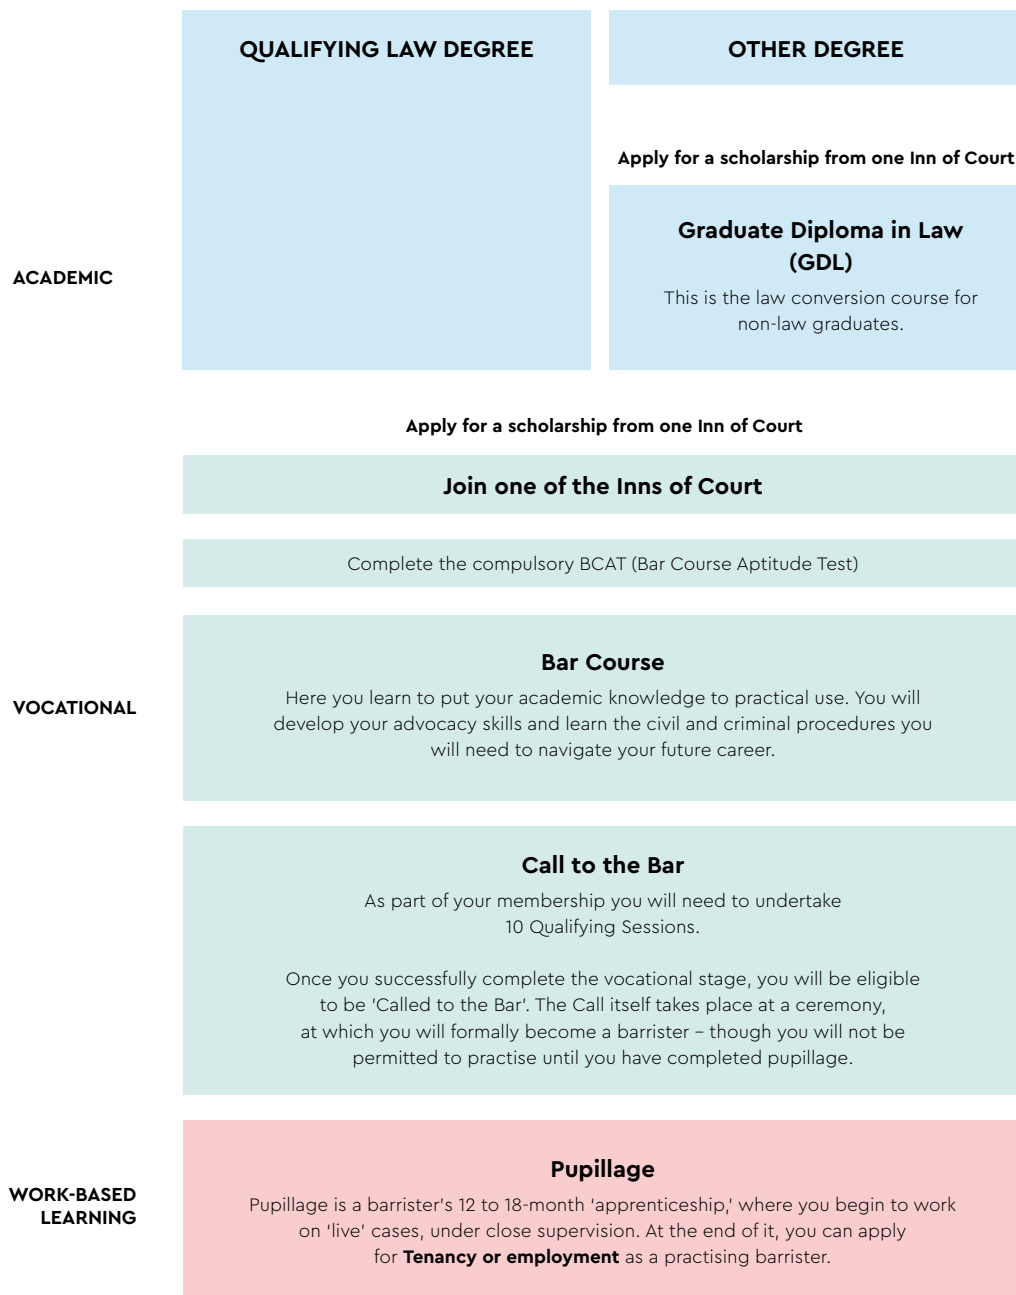 QUALIFYING LAW DEGREE
OTHER DEGREE
Apply for a scholarship from one Inn of Court
ACADEMIC
Graduate Diploma in Law
(GDL)
This is the law conversion course for
non-law graduates.
Apply for a scholarship from one Inn of Court
Join one of the Inns of Court
Complete the compulsory BCAT (Bar Course Aptitude Test)
VOCATIONAL
Bar Course
Here you learn to put your academic knowledge to practical use. You will
develop your advocacy skills and learn the civil and criminal procedures you
will need to navigate your future career.
Call to the Bar
As part of your membership you will need to undertake
10 Qualifying Sessions.
Once you successfully complete the vocational stage, you will be eligible
to be 'Called to the Bar'. The Call itself takes place at a ceremony,
at which you will formally become a barrister – though you will not be
permitted to practise until you have completed pupillage.
WORK-BASED
LEARNING
Pupillage
Pupillage is a barrister's 12 to 18-month ‘apprenticeship,’ where you begin to work
on ‘live’ cases, under close supervision. At the end of it, you can apply
for Tenancy or employment as a practising barrister.